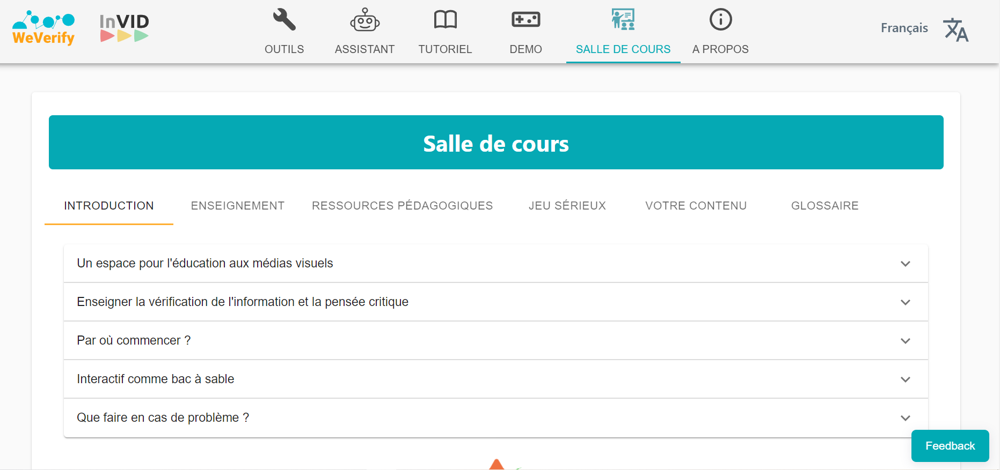 WeVerify
InVID
OUTILS
ASSISTANT
TUTORIEL
DEMO
SALLE DE COURS
A PROPOS
Français
Salle de cours
INTRODUCTION
ENSEIGNEMENT
RESSOURCES PÉDAGOGIQUES
JEU SÉRIEUX
VOTRE CONTENU
GLOSSAIRE
Un espace pour l'éducation aux médias visuels
Enseigner la vérification de l'information et la pensée critique
Par où commencer ?
Interactif comme bac à sable
Que faire en cas de problème ?
Feedback